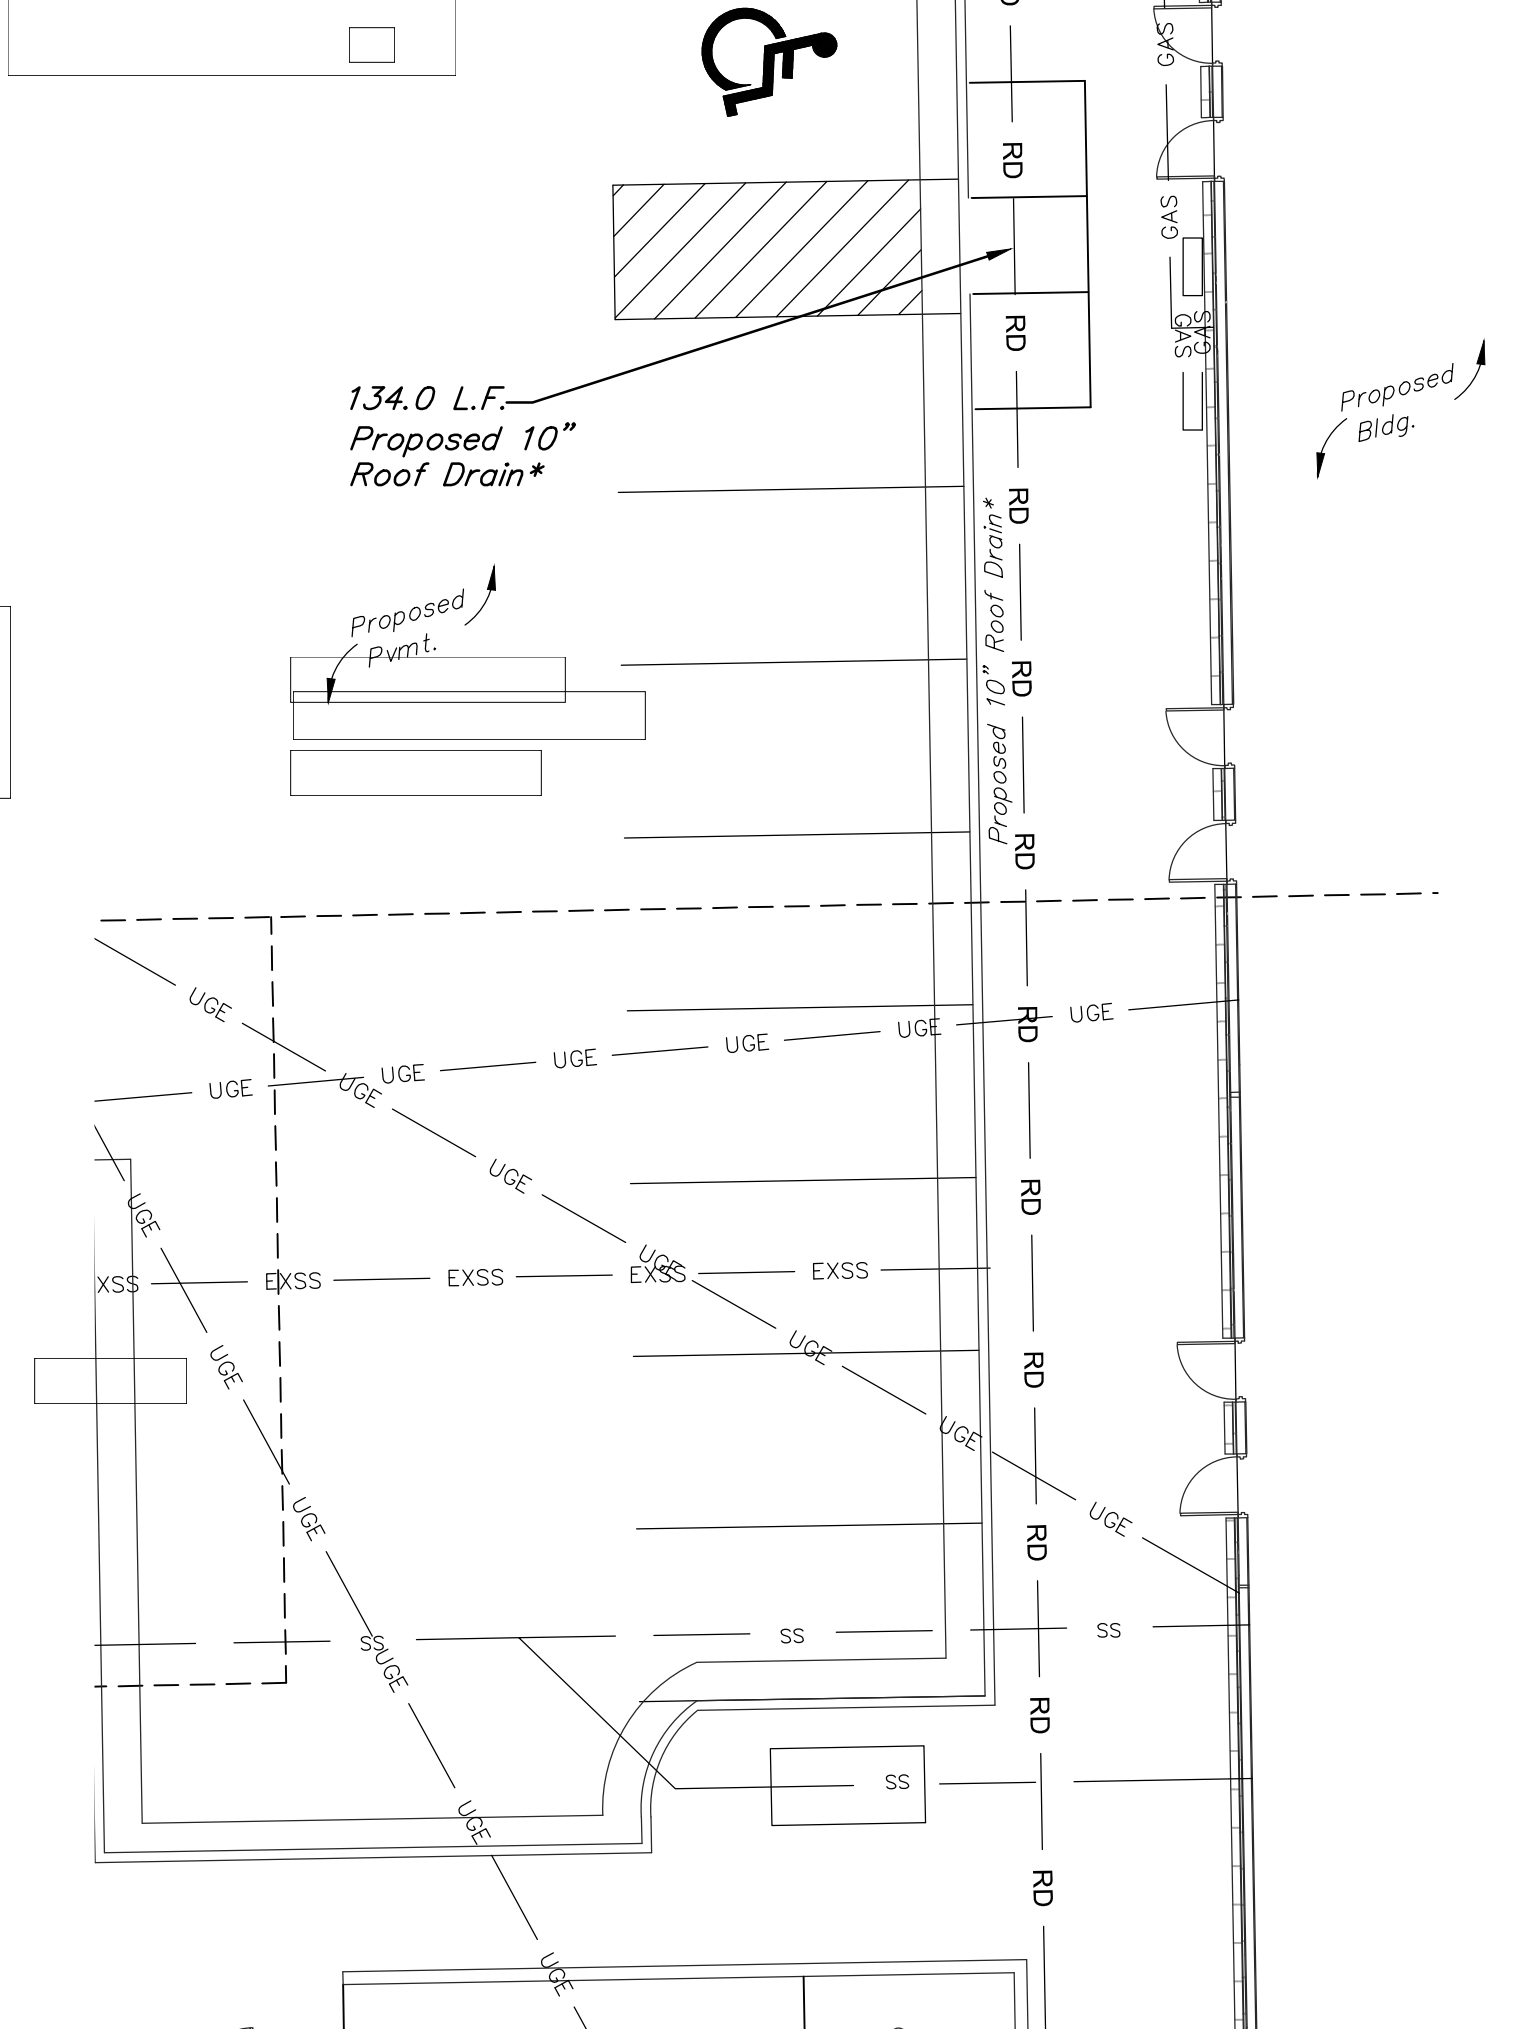 GAS
RD
GAS
GAS
GAS
RD
134.0 L.F.
Proposed 10"
Roof Drain*
Proposed
Bldg.
RD
Proposed 10" Roof Drain*
Proposed
Pvmt.
RD
RD
UGE
UGE
UGE
UGE
UGE
UGE
UGE
RD
UGE
UGE
RD
UGE
XSS
EXSS
EXSS
EXSS
UGE
EXSS
UGE
UGE
RD
UGE
UGE
UGE
RD
SS
UGE
SS
SS
RD
SS
UGE
RD
UGE